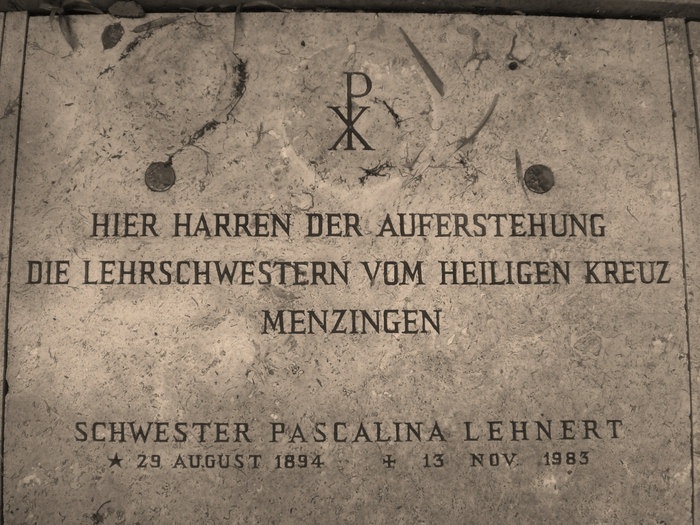 HIER HARREN DER AUFERSTEHUNG
DIE LEHRSCHWESTERN VOM HEILIGEN KREUZ
MENZINGEN
SCHWESTER PASCALINA LEHNERT
★ 29 AUGUST 1894 ✝ 13 NOV. 1983